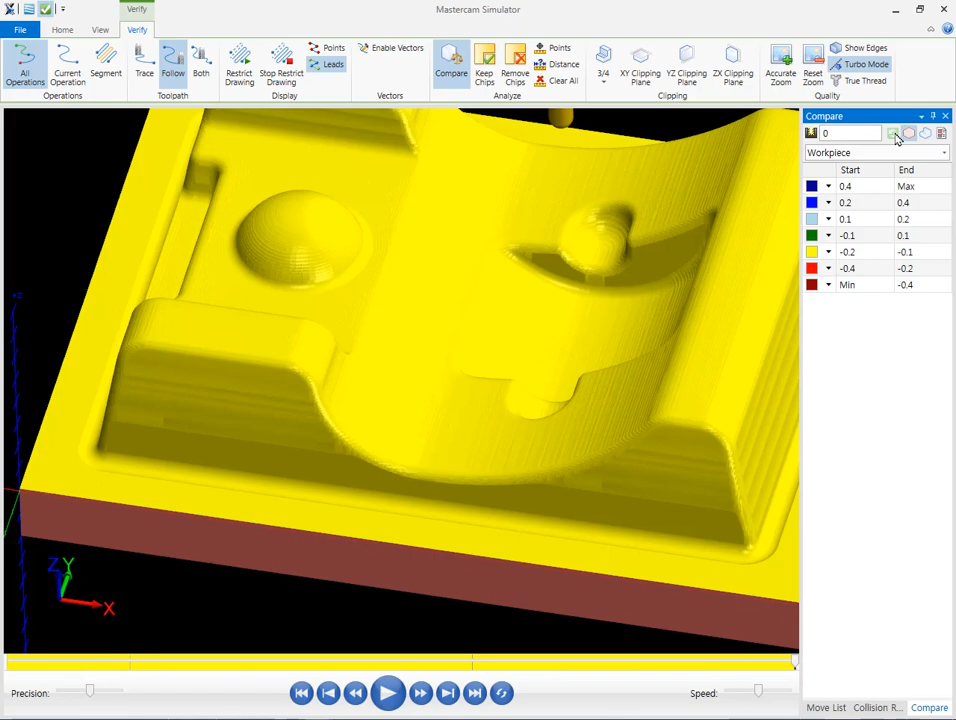 Verify
Mastercam Simulator
File
Home
View
Verify
All Operations
Current Operation
Segment
Trace
Follow
Both
Restrict Drawing
Stop Restrict Drawing
Points
Leads
Enable Vectors
Compare
Keep Chips
Remove Chips
Points
Distance
Clear All
3/4
XY Clipping Plane
YZ Clipping Plane
ZX Clipping Plane
Accurate Zoom
Reset Zoom
Show Edges
Turbo Mode
True Thread
Operations
Toolpath
Display
Vectors
Analyze
Clipping
Quality
Compare
0
Workpiece
Start End
0.4 Max
0.2 0.4
0.1 0.2
-0.1 0.1
-0.2 -0.1
-0.4 -0.2
Min -0.4
+Z
Z
Y
X
Precision:
Speed:
Move List
Collision R...
Compare